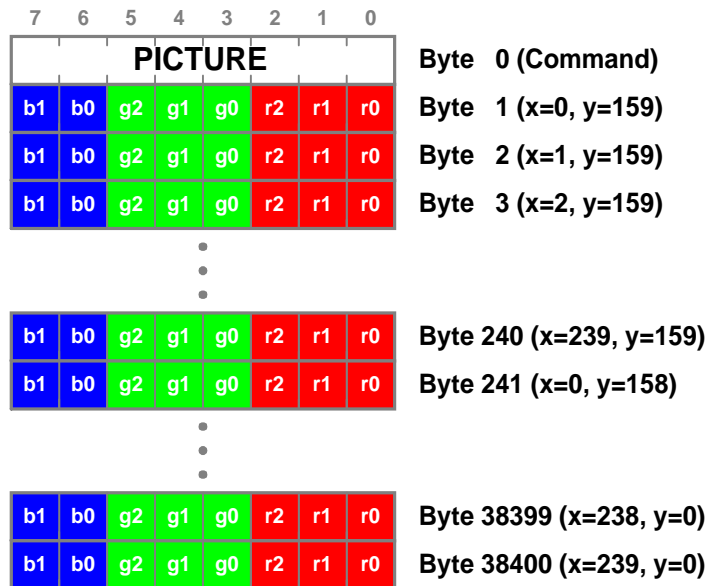 7 6 5 4 3 2 1 0
PICTURE Byte 0 (Command)
b1 b0 g2 g1 g0 r2 r1 r0 Byte 1 (x=0, y=159)
b1 b0 g2 g1 g0 r2 r1 r0 Byte 2 (x=1, y=159)
b1 b0 g2 g1 g0 r2 r1 r0 Byte 3 (x=2, y=159)
b1 b0 g2 g1 g0 r2 r1 r0 Byte 240 (x=239, y=159)
b1 b0 g2 g1 g0 r2 r1 r0 Byte 241 (x=0, y=158)
b1 b0 g2 g1 g0 r2 r1 r0 Byte 38399 (x=238, y=0)
b1 b0 g2 g1 g0 r2 r1 r0 Byte 38400 (x=239, y=0)